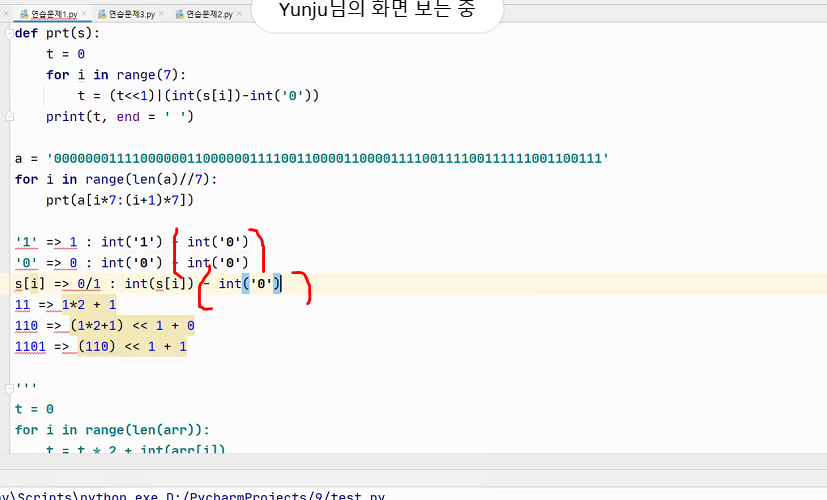 Yunju님의 화면 보는 중
연습문제1.py × 연습문제3.py × 연습문제2.py ×
def prt(s):
t = 0
for i in range(7):
t = (t<<1)|(int(s[i])-int('0'))
print(t, end = ' ')
a = '0000000111100000011000000111100110000110000111100111100111111001100111'
for i in range(len(a)//7):
prt(a[i*7:(i+1)*7])
'1' => 1 : int('1') - int('0')
'0' => 0 : int('0') - int('0')
s[i] => 0/1 : int(s[i]) - int('0')
11 => 1*2 + 1
110 => (1*2+1) << 1 + 0
1101 => (110) << 1 + 1
'''
t = 0
for i in range(len(arr)):
t = t * 2 + int(arr[i])
\Scripts\python.exe D:/PycharmProjects/9/test.py